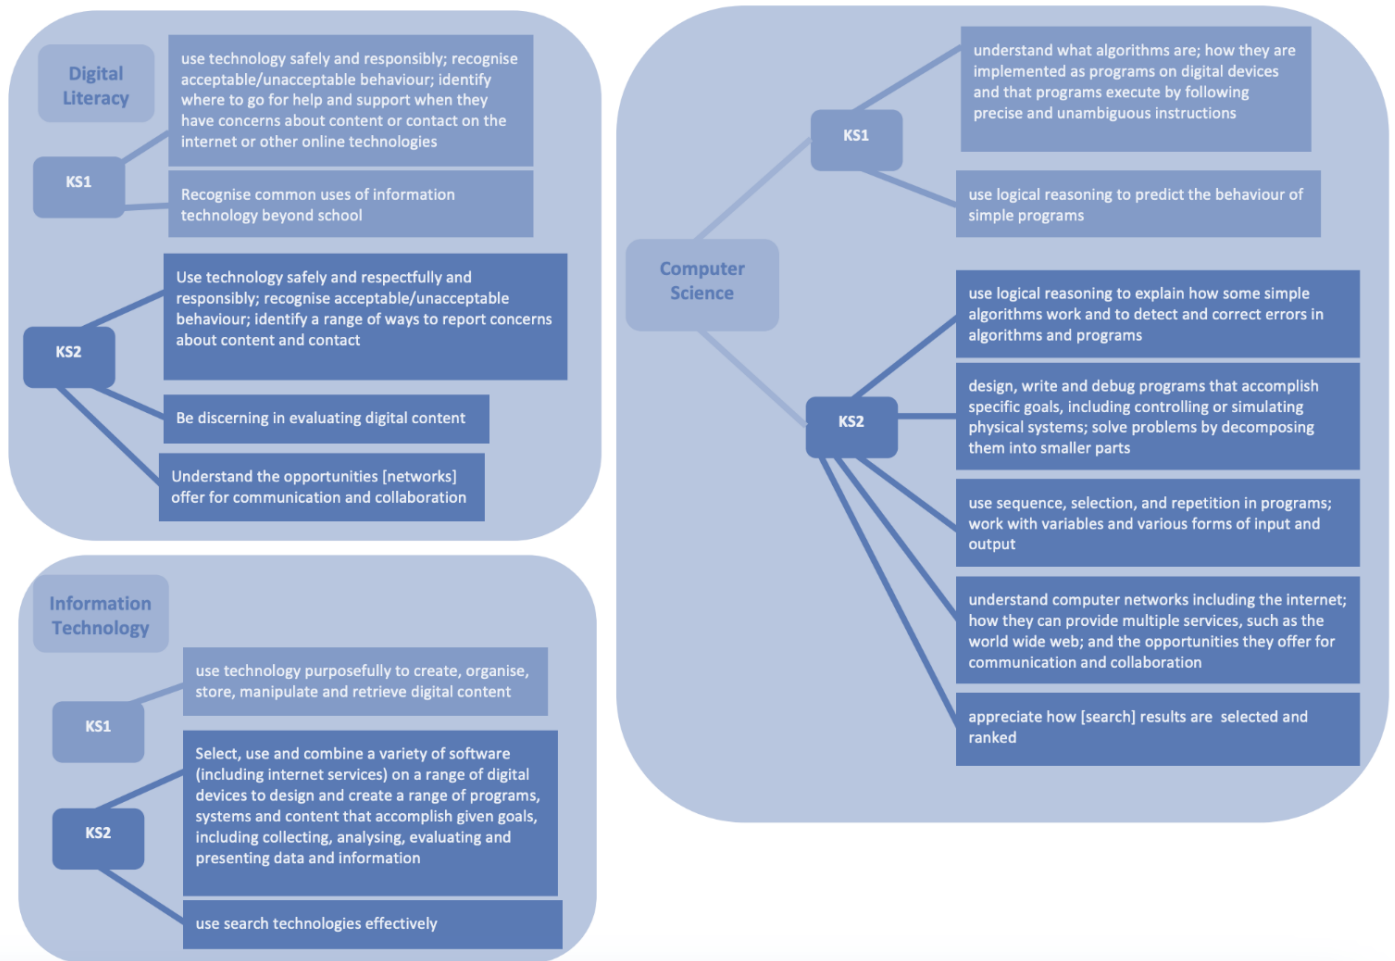 Digital
Literacy
use technology safely and responsibly; recognise
acceptable/unacceptable behaviour; identify
where to go for help and support when they
have concerns about content or contact on the
internet or other online technologies
KS1
Recognise common uses of information
technology beyond school
Use technology safely and respectfully and
responsibly; recognise acceptable/unacceptable
behaviour; identify a range of ways to report concerns
about content and contact
KS2
Be discerning in evaluating digital content
Understand the opportunities [networks]
offer for communication and collaboration
Information
Technology
use technology purposefully to create, organise,
store, manipulate and retrieve digital content
KS1
Select, use and combine a variety of software
(including internet services) on a range of digital
devices to design and create a range of programs,
systems and content that accomplish given goals,
including collecting, analysing, evaluating and
presenting data and information
KS2
use search technologies effectively
Computer
Science
KS1
understand what algorithms are; how they are
implemented as programs on digital devices
and that programs execute by following
precise and unambiguous instructions
use logical reasoning to predict the behaviour of
simple programs
KS2
use logical reasoning to explain how some simple
algorithms work and to detect and correct errors in
algorithms and programs
design, write and debug programs that accomplish
specific goals, including controlling or simulating
physical systems; solve problems by decomposing
them into smaller parts
use sequence, selection, and repetition in programs;
work with variables and various forms of input and
output
understand computer networks including the internet;
how they can provide multiple services, such as the
world wide web; and the opportunities they offer for
communication and collaboration
appreciate how [search] results are  selected and
ranked